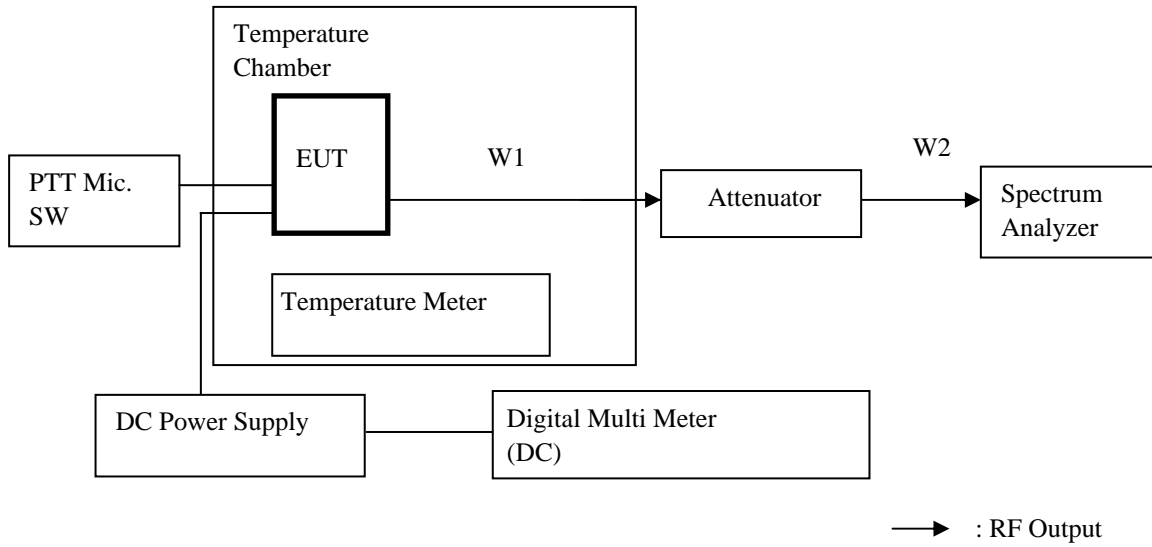 Temperature
Chamber
EUT
W1
W2
PTT Mic.
SW
Attenuator
Spectrum
Analyzer
Temperature Meter
DC Power Supply
Digital Multi Meter
(DC)
: RF Output